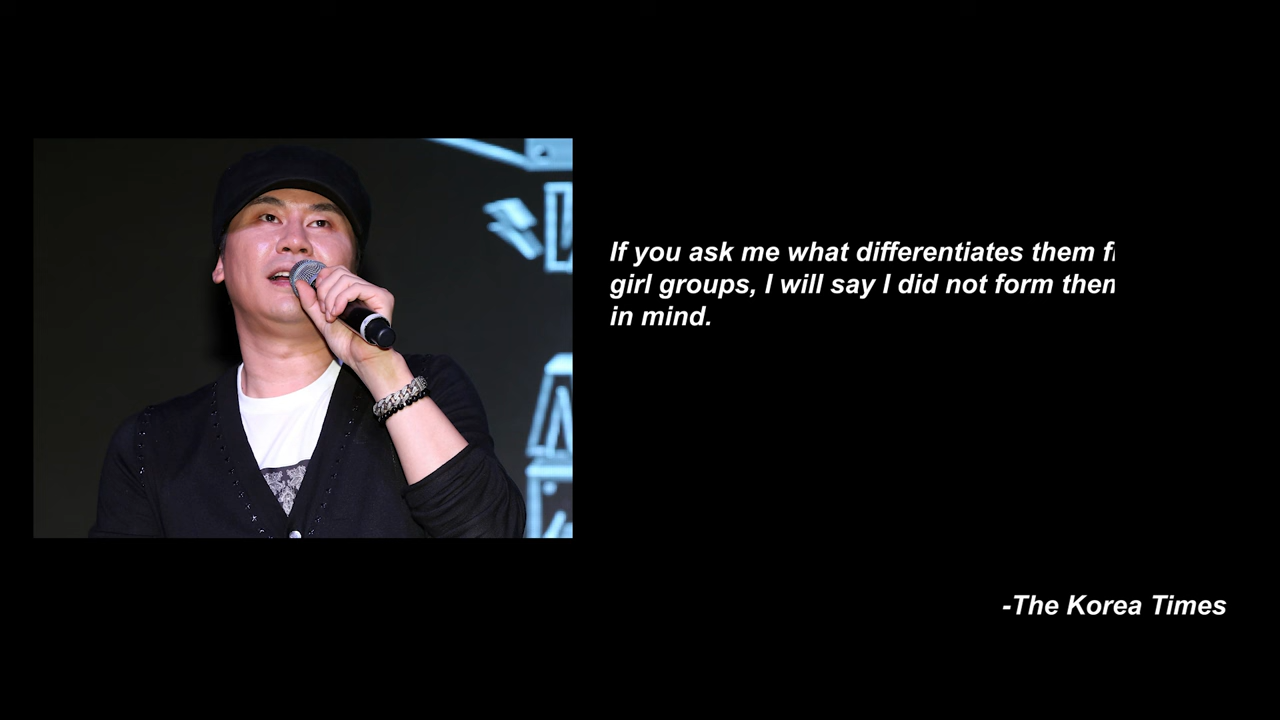 If you ask me what differentiates them
girl groups, I will say I did not form
in mind.
-The Korea Times